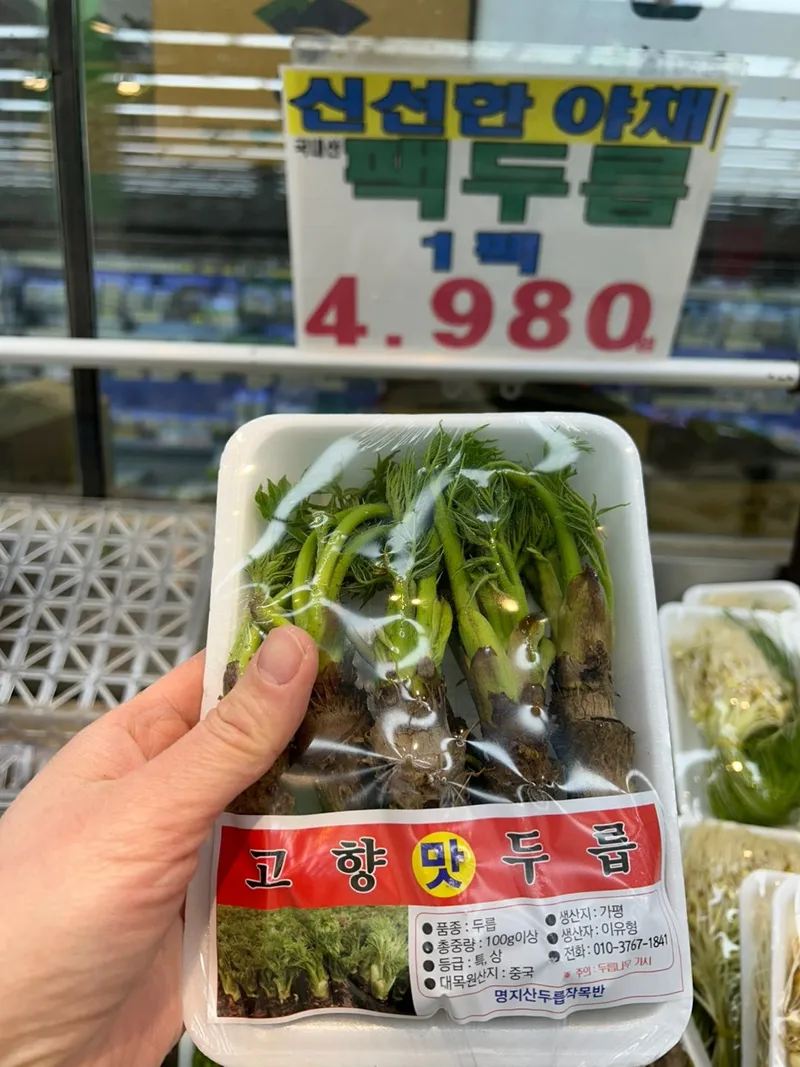 신선한 야채
국내산
팩두릅
1팩
4.980원
고향맛두릅
● 품종 : 두릅
● 총중량 : 100g이상
● 등급 : 특, 상
● 대목원산지 : 중국
● 생산지 : 가평
● 생산자 : 이유형
● 전화 : 010-3767-1841
※ 주의 : 두릅나무 가시
명지산두릅작목반